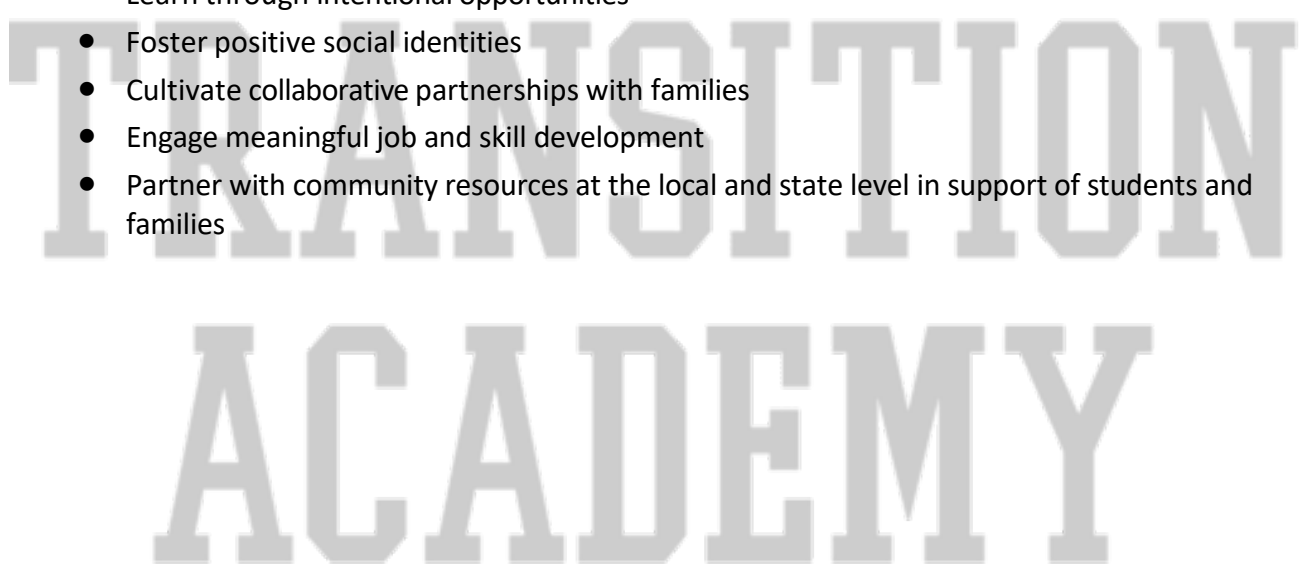 Learn through intentional opportunities
● Foster positive social identities
● Cultivate collaborative partnerships with families
● Engage meaningful job and skill development
● Partner with community resources at the local and state level in support of students and
families
TRANSITION
ACADEMY